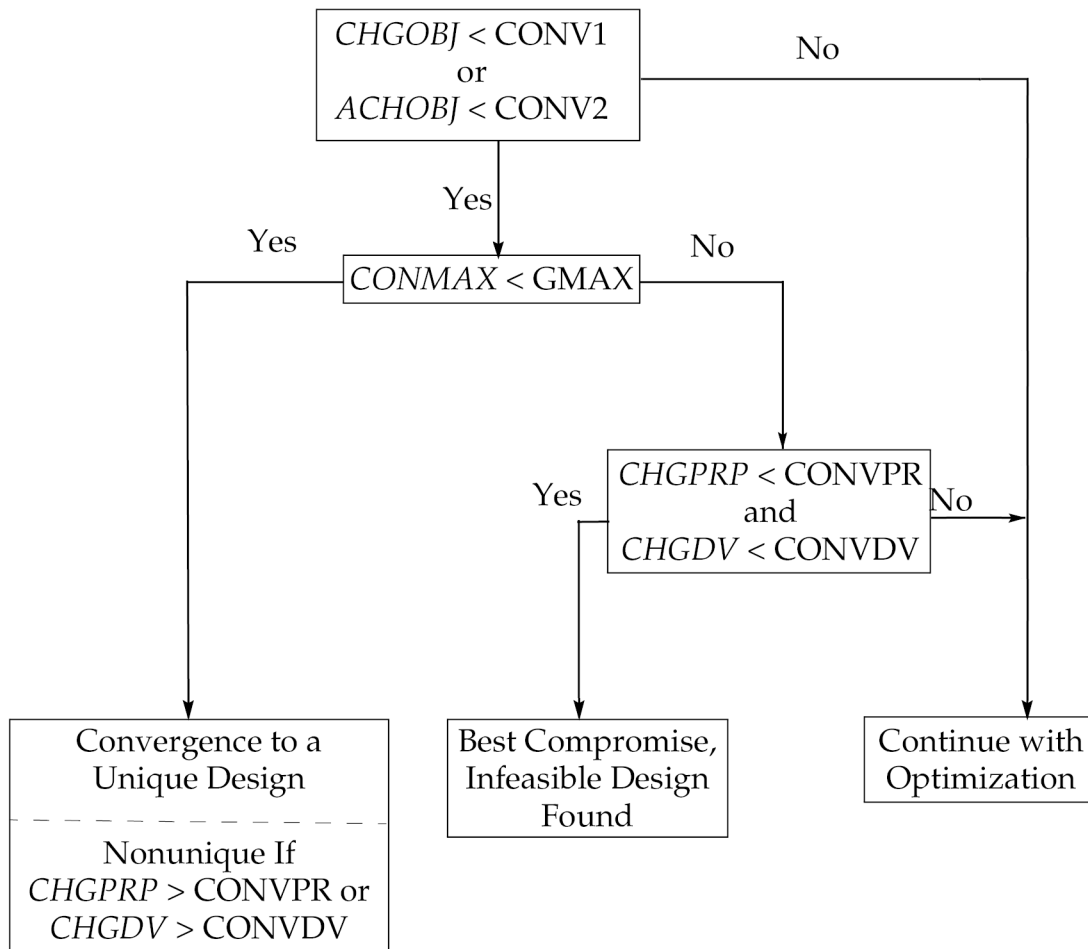 CHGOBJ < CONV1
or
ACHOBJ < CONV2
No
Yes
Yes
CONMAX < GMAX
No
CHGPRP < CONVPR
and
CHGDV < CONVDV
Yes
No
Convergence to a
Unique Design
Nonunique If
CHGPRP > CONVPR or
CHGDV > CONVDV
Best Compromise,
Infeasible Design
Found
Continue with
Optimization